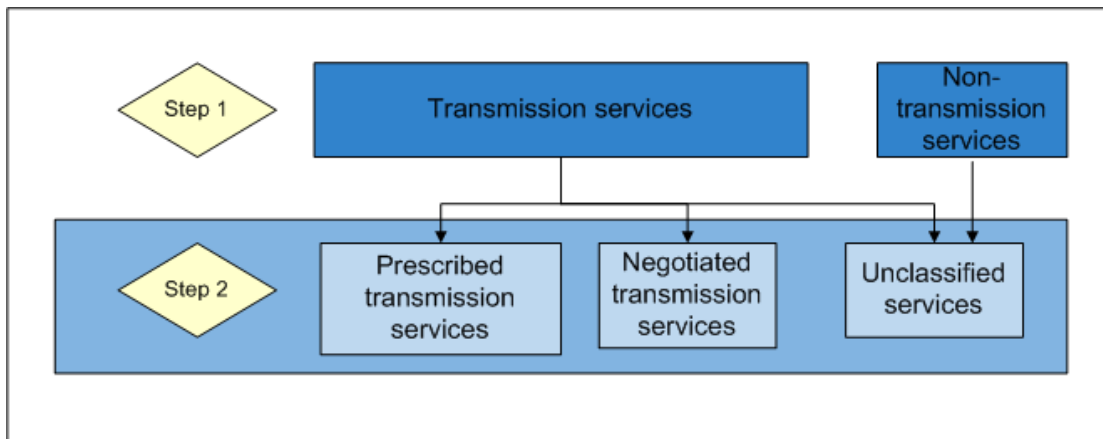 Step 1
Transmission services
Non-
transmission
services
Step 2
Prescribed
transmission
services
Negotiated
transmission
services
Unclassified
services